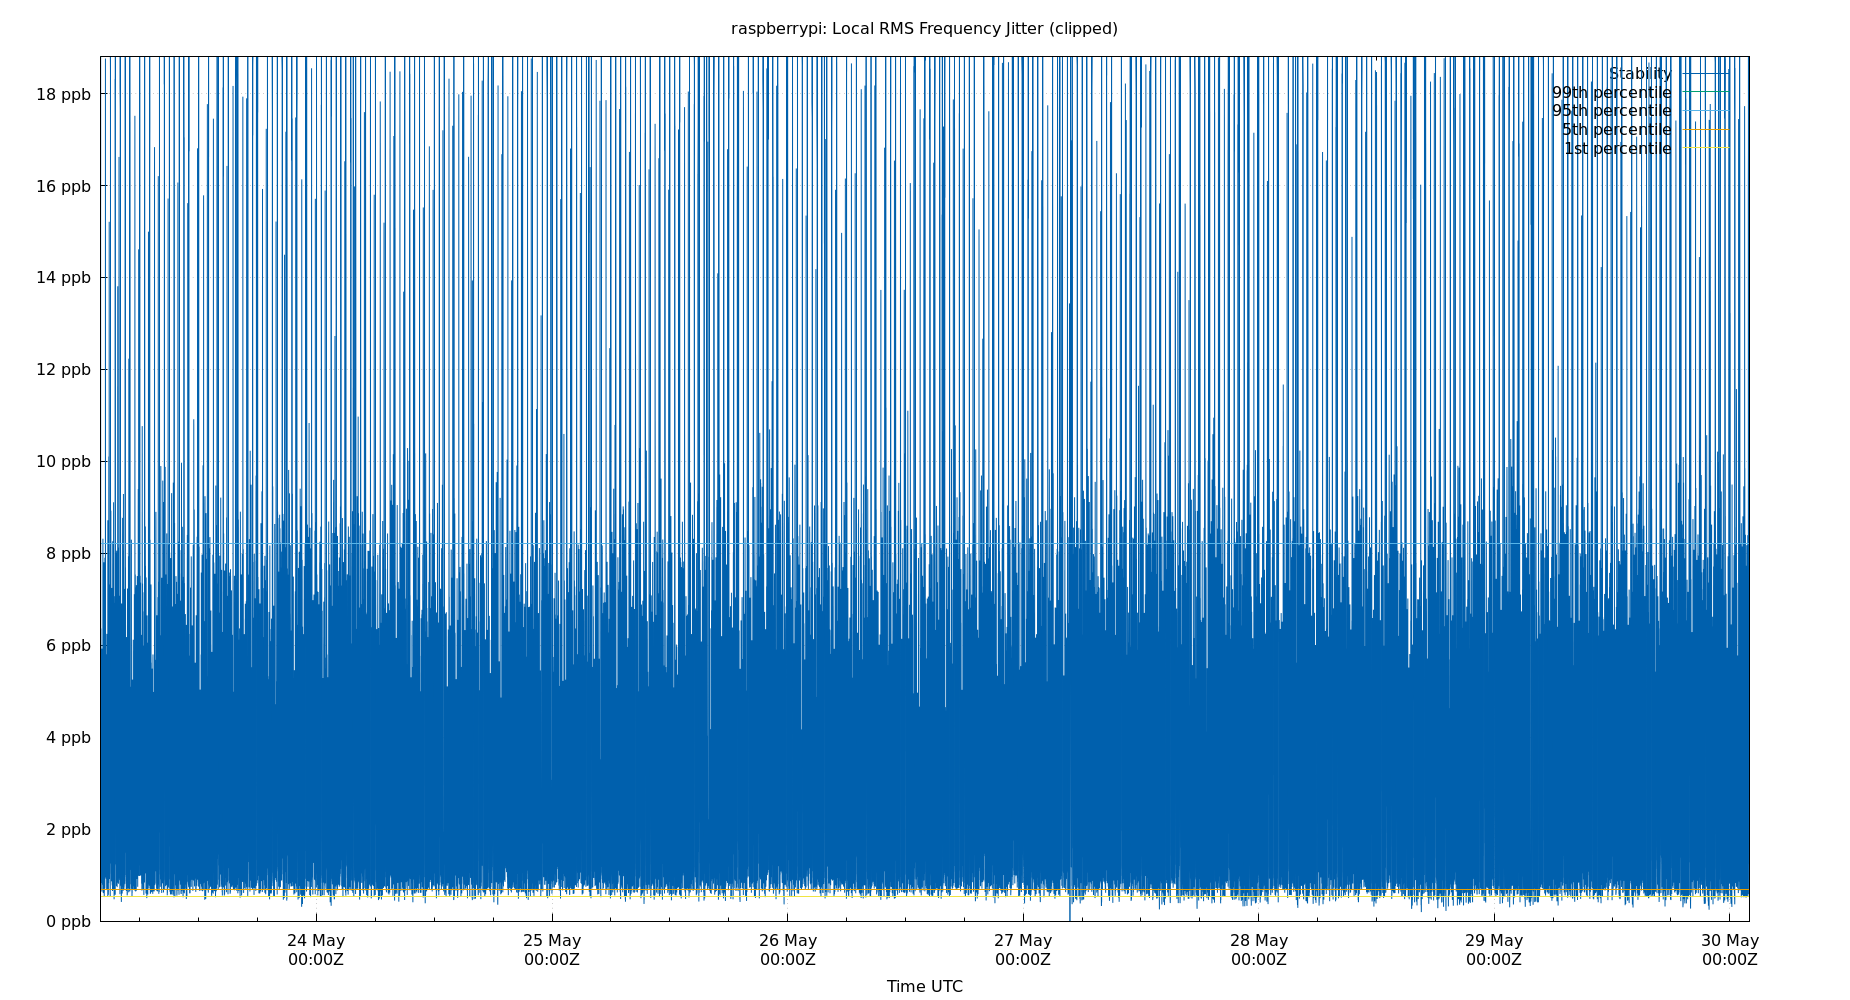 raspberrypi: Local RMS Frequency Jitter (clipped)
18 ppb
16 ppb
14 ppb
12 ppb
10 ppb
8 ppb
6 ppb
4 ppb
2 ppb
0 ppb
Stability
99th percentile
95th percentile
5th percentile
1st percentile
24 May
00:00Z
25 May
00:00Z
26 May
00:00Z
27 May
00:00Z
28 May
00:00Z
29 May
00:00Z
30 May
00:00Z
Time UTC